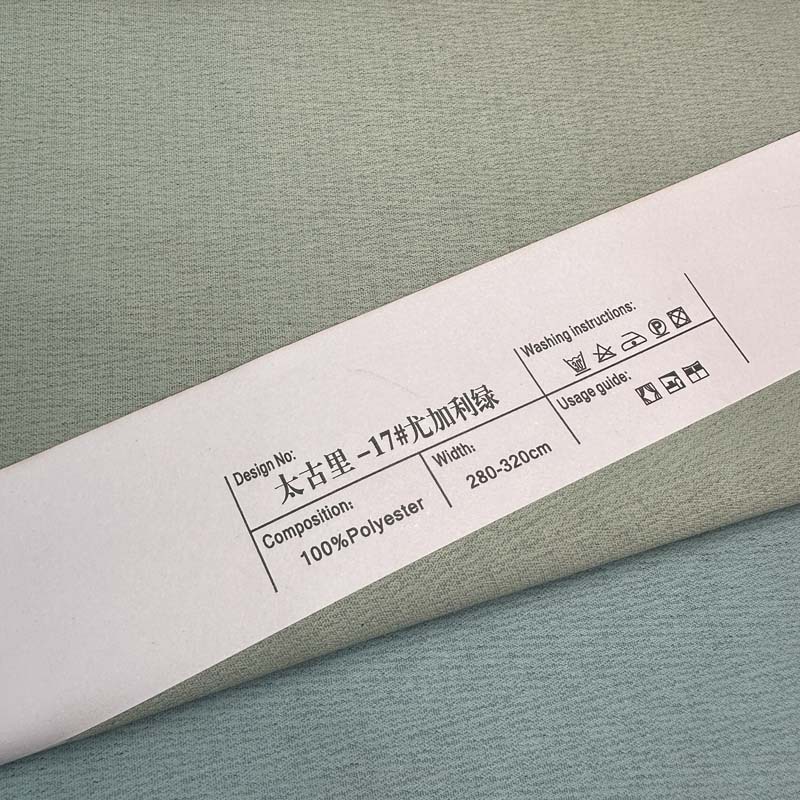 Design No:
太古里-17#尤加利绿
Composition:
100%Polyester
Width:
280-320cm
Washing instructions:
P
Usage guide: